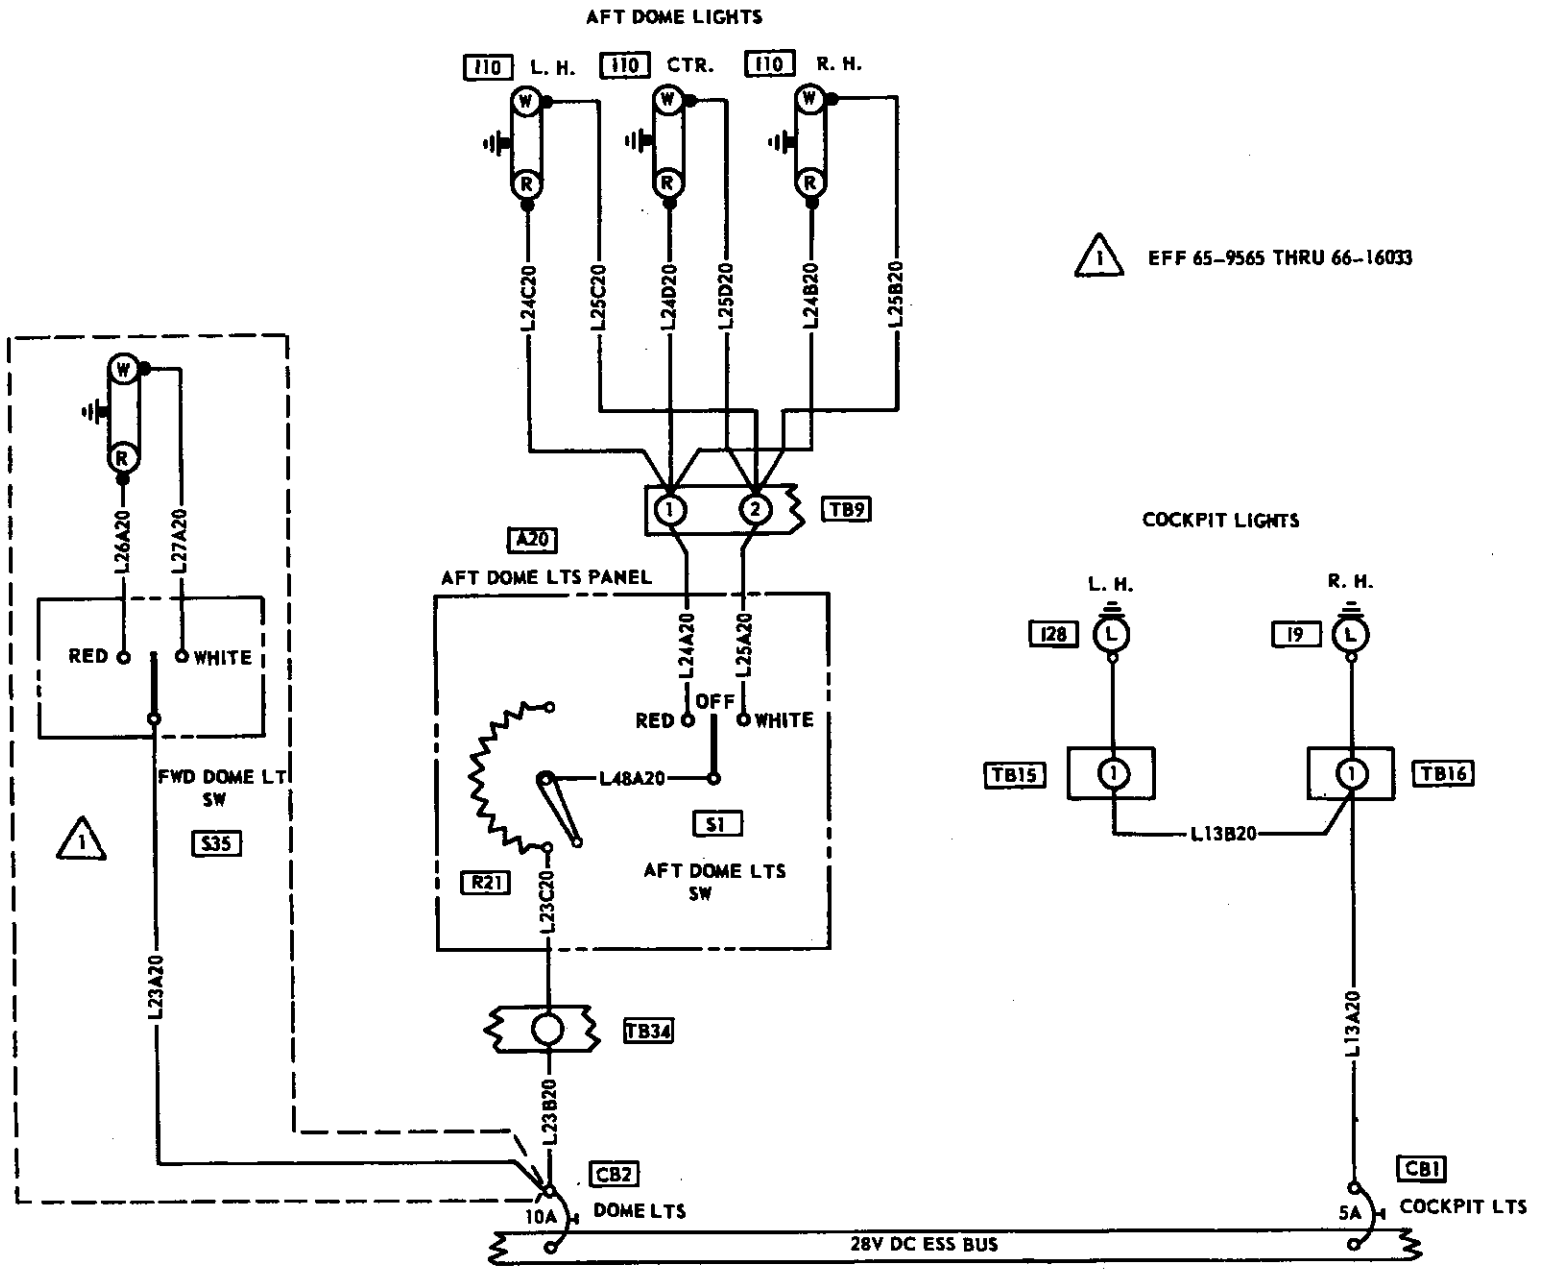 AFT DOME LIGHTS
I10 L. H. I10 CTR. I10 R. H.
W W W
R R R
L24C20 L25C20 L24D20 L25D20 L24B20 L25B20
1 EFF 65-9565 THRU 66-16033
W
R
L26A20 L27A20
1 2 TB9
A20
AFT DOME LTS PANEL
COCKPIT LIGHTS
L. H. R. H.
I28 L I9 L
RED WHITE
L24A20 L25A20
OFF
RED WHITE
L48A20
TB15 1 1 TB16
FWD DOME LT
SW
S1
L13B20
1 S35
AFT DOME LTS
SW
R21
L23C20
L23A20
L13A20
TB34
L23B20
CB2 CB1
10A DOME LTS 5A COCKPIT LTS
28V DC ESS BUS